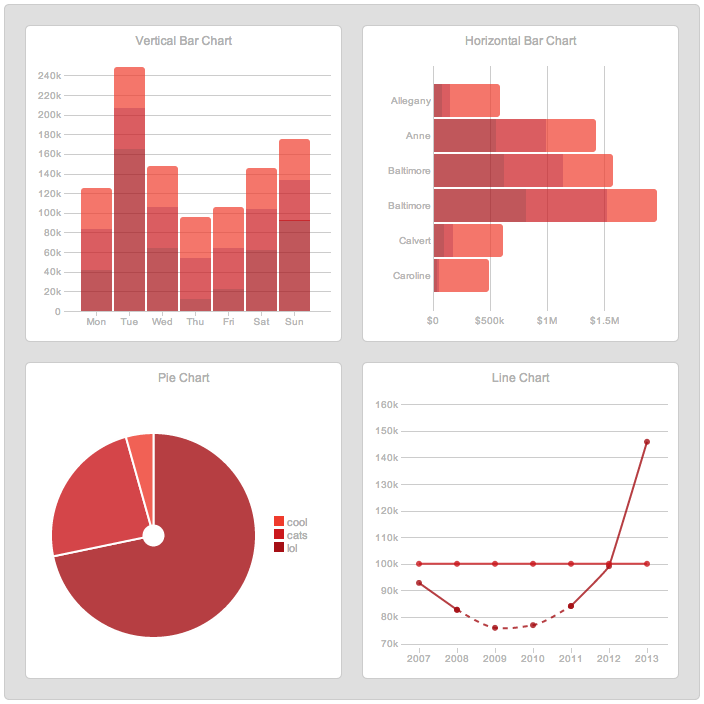 Vertical Bar Chart
240k
220k
200k
180k
160k
140k
120k
100k
80k
60k
40k
20k
0
Mon Tue Wed Thu Fri Sat Sun
Horizontal Bar Chart
Allegany
Anne
Baltimore
Baltimore
Calvert
Caroline
$0 $500k $1M $1.5M
Pie Chart
cool
cats
lol
Line Chart
160k
150k
140k
130k
120k
110k
100k
90k
80k
70k
2007 2008 2009 2010 2011 2012 2013